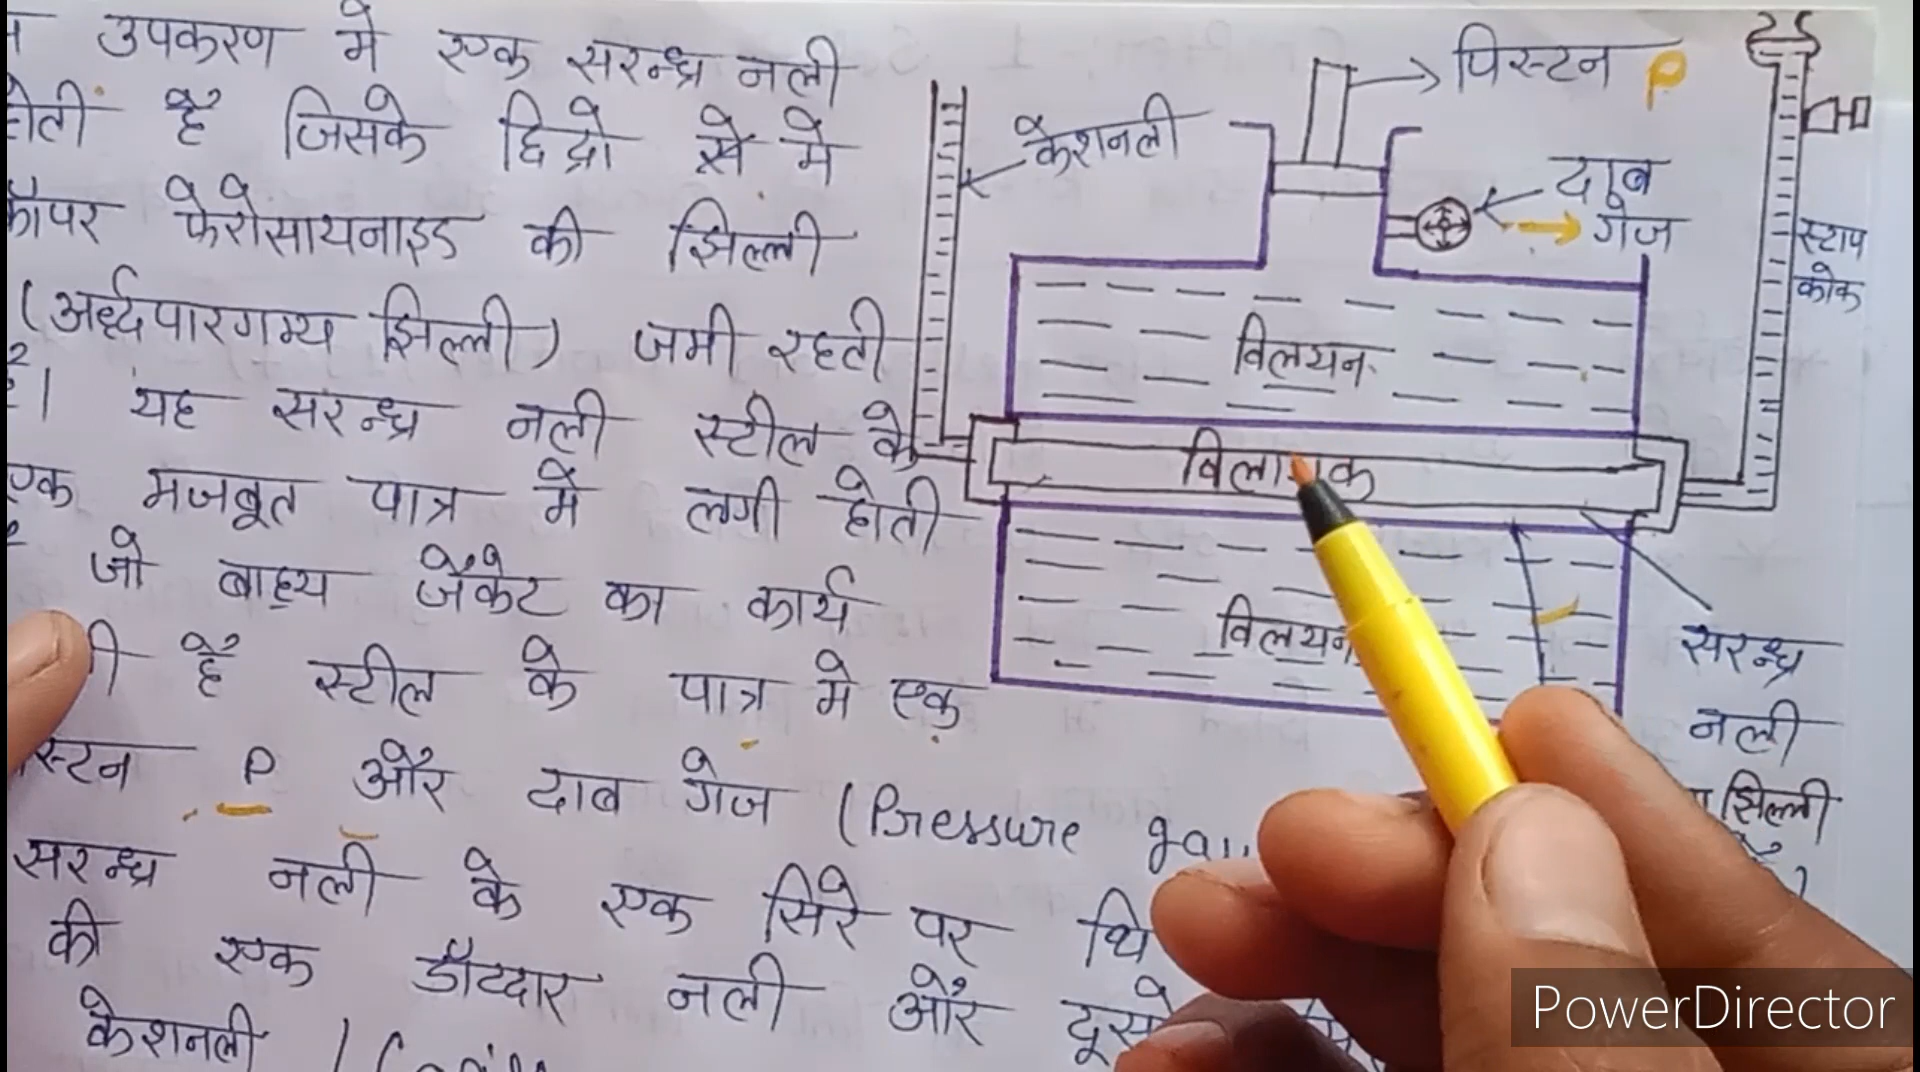 उपकरण मे एक सरन्ध्र नली
होती है जिसके छिद्रो से मे
कॉपर फेरोसायनाइड की झिल्ली
(अर्द्धपारगम्य झिल्ली) जमी रहती
है। यह सरन्ध्र नली स्टील के
एक मजबूत पात्र मे लगी होती
जो बाह्य जैकेट का कार्य
है स्टील के पात्र मे एक
स्टन P और दाब गेज (Pressure
सरन्ध्र नली के एक सिरे पर
की एक डॉटदार नली और दूसरे
केशनली
पिस्टन P
केशनली
दाब
गेज
स्टाप
कोक
विलयन
विलायक
विलयन
सरन्ध्र
नली
झिल्ली
PowerDirector